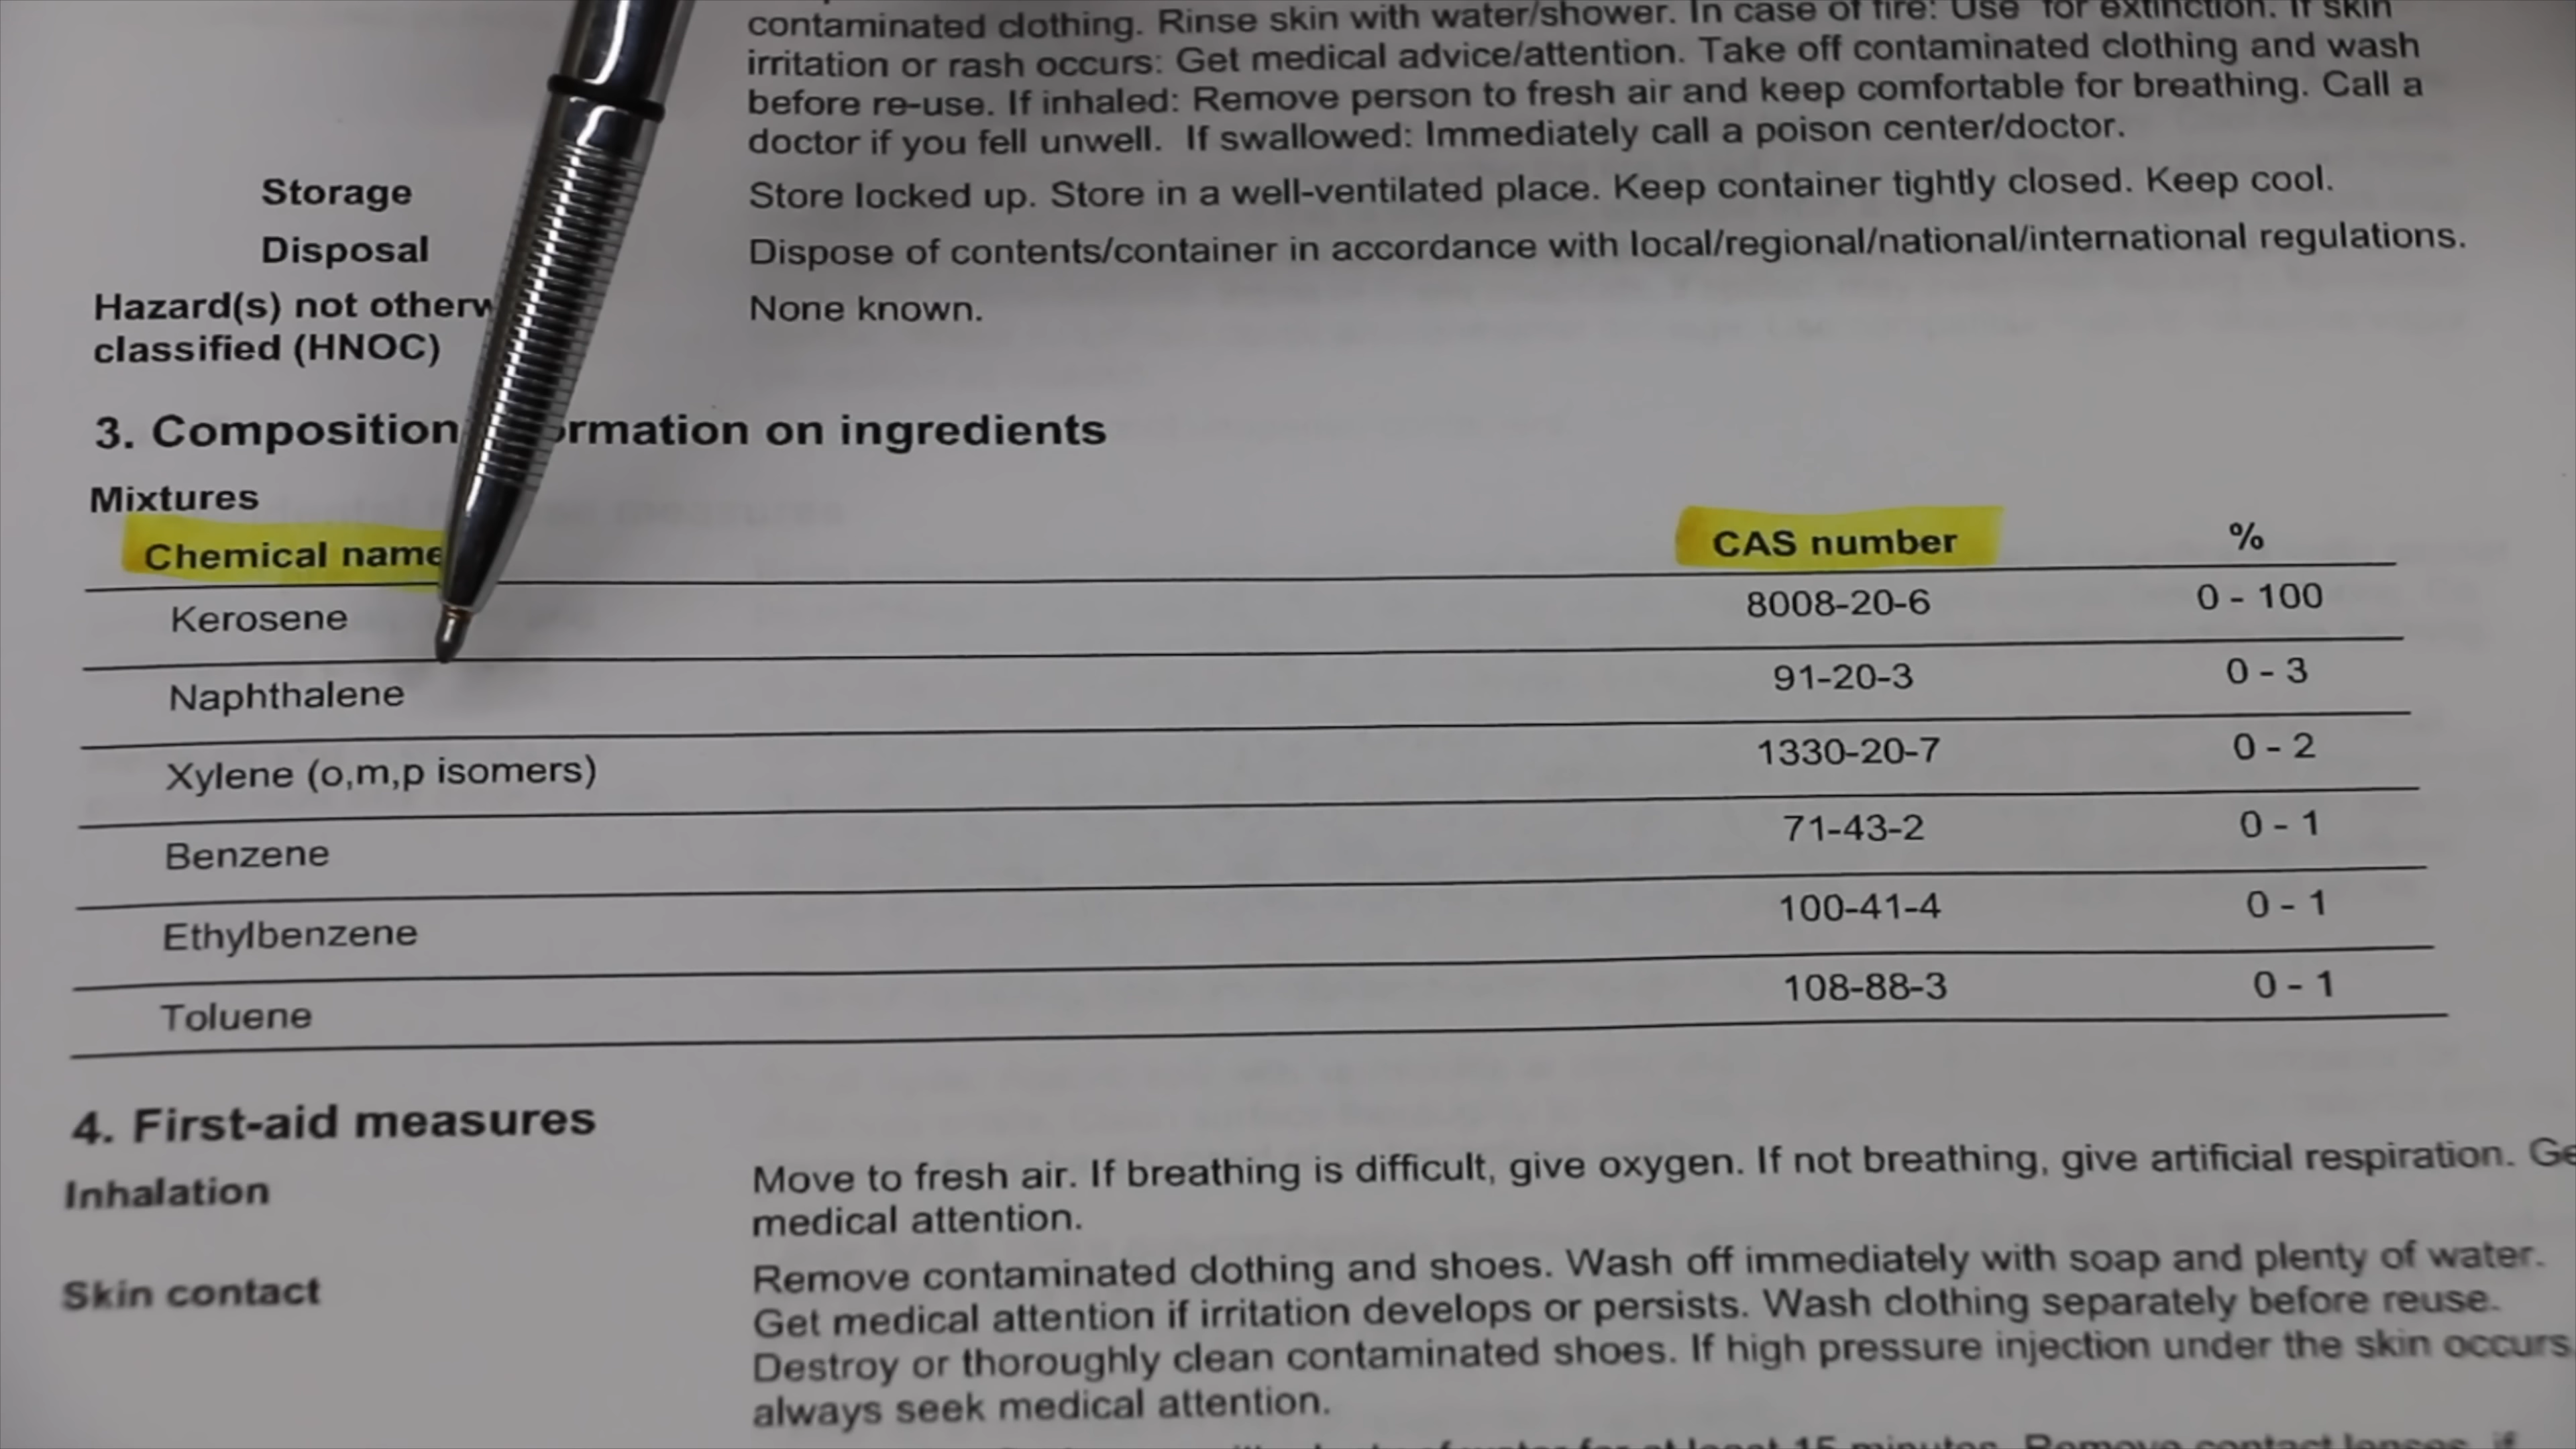 contaminated clothing. Rinse skin with water/shower. In case of fire: Use for extinction. If skin
irritation or rash occurs: Get medical advice/attention. Take off contaminated clothing and wash
before re-use. If inhaled: Remove person to fresh air and keep comfortable for breathing. Call a
doctor if you fell unwell. If swallowed: Immediately call a poison center/doctor.
Storage Store locked up. Store in a well-ventilated place. Keep container tightly closed. Keep cool.
Disposal Dispose of contents/container in accordance with local/regional/national/international regulations.
Hazard(s) not otherw None known.
classified (HNOC)
3. Composition ormation on ingredients
Mixtures
Chemical name CAS number %
Kerosene 8008-20-6 0 - 100
Naphthalene 91-20-3 0 - 3
Xylene (o,m,p isomers) 1330-20-7 0 - 2
Benzene 71-43-2 0 - 1
Ethylbenzene 100-41-4 0 - 1
Toluene 108-88-3 0 - 1
4. First-aid measures
Inhalation Move to fresh air. If breathing is difficult, give oxygen. If not breathing, give artificial respiration. Ge
medical attention.
Skin contact Remove contaminated clothing and shoes. Wash off immediately with soap and plenty of water.
Get medical attention if irritation develops or persists. Wash clothing separately before reuse.
Destroy or thoroughly clean contaminated shoes. If high pressure injection under the skin occurs,
always seek medical attention.
15 minutes. Remove contact lenses, if